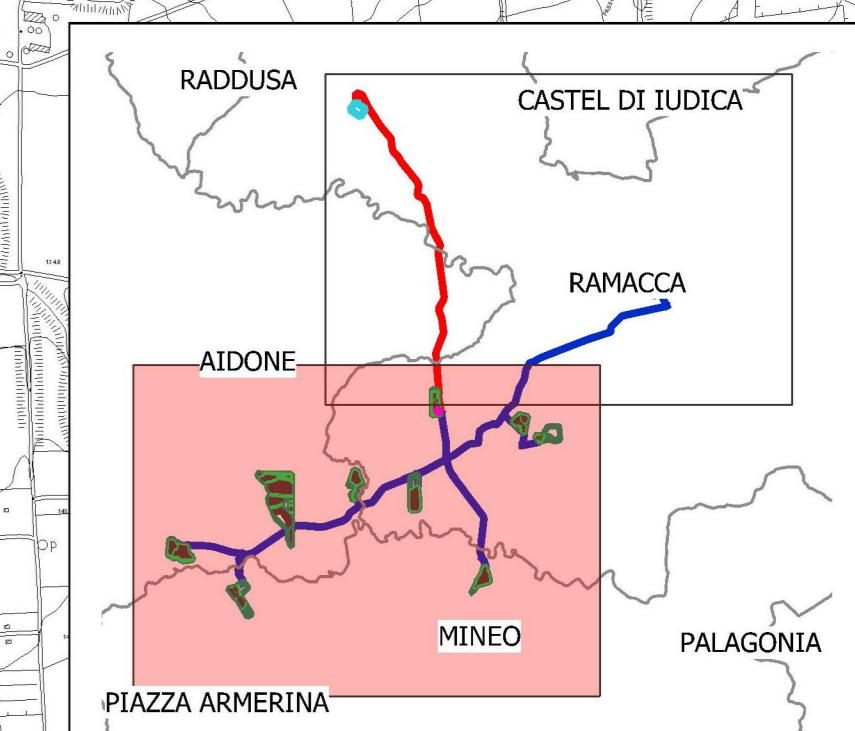 RADDUSA
CASTEL DI IUDICA
RAMACCA
AIDONE
MINEO
PALAGONIA
PIAZZA ARMERINA